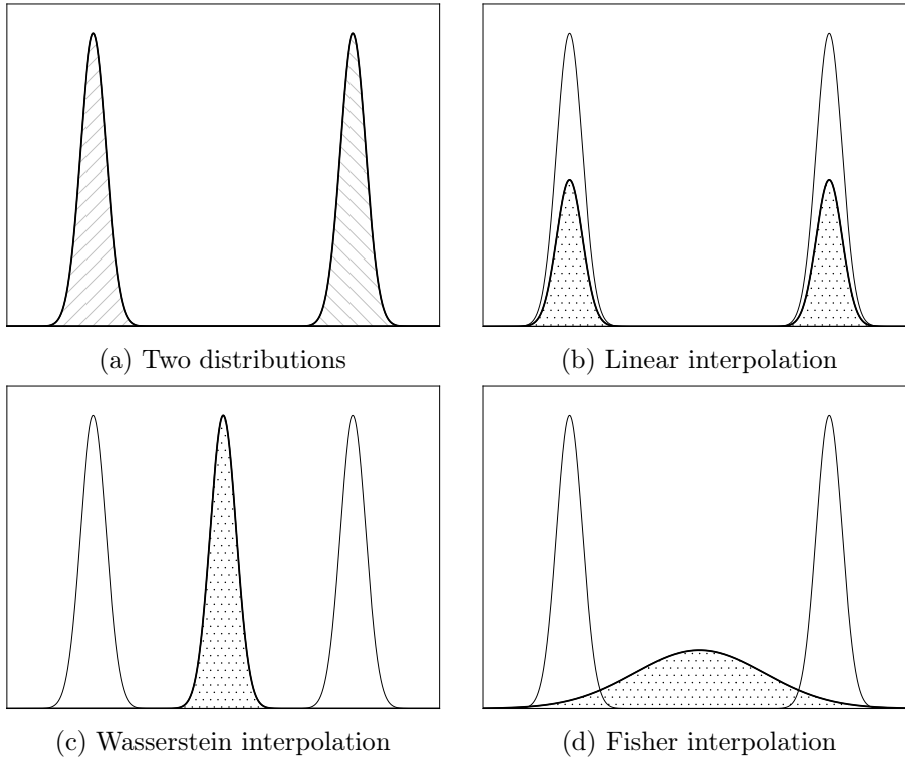 (a) Two distributions
(b) Linear interpolation
(c) Wasserstein interpolation
(d) Fisher interpolation